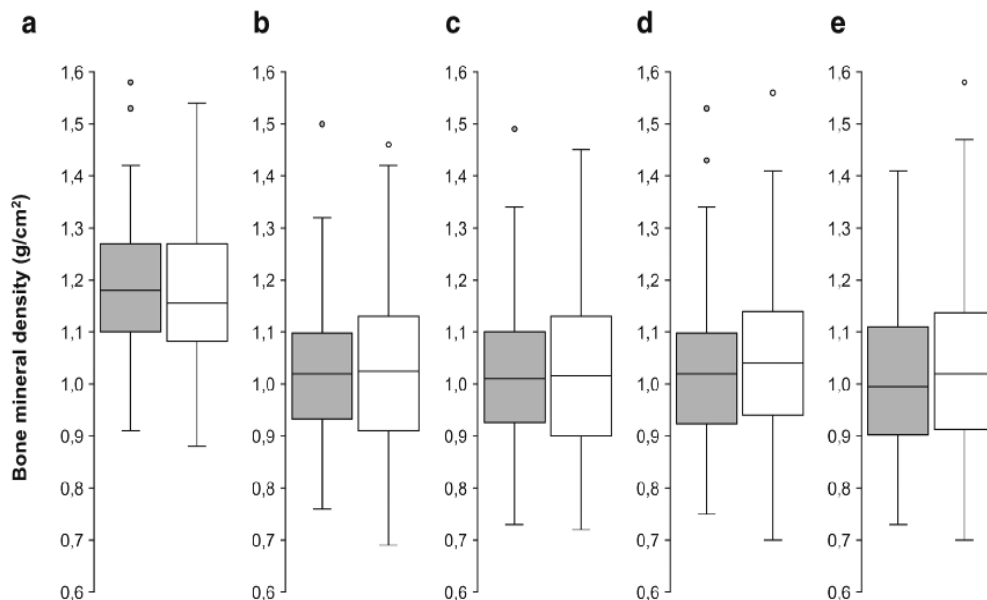 a b c d e
1,6 1,6 1,6 1,6 1,6
1,5 1,5 1,5 1,5 1,5
1,4 1,4 1,4 1,4 1,4
1,3 1,3 1,3 1,3 1,3
1,2 1,2 1,2 1,2 1,2
1,1 1,1 1,1 1,1 1,1
1,0 1,0 1,0 1,0 1,0
0,9 0,9 0,9 0,9 0,9
0,8 0,8 0,8 0,8 0,8
0,7 0,7 0,7 0,7 0,7
0,6 0,6 0,6 0,6 0,6
Bone mineral density (g/cm²)